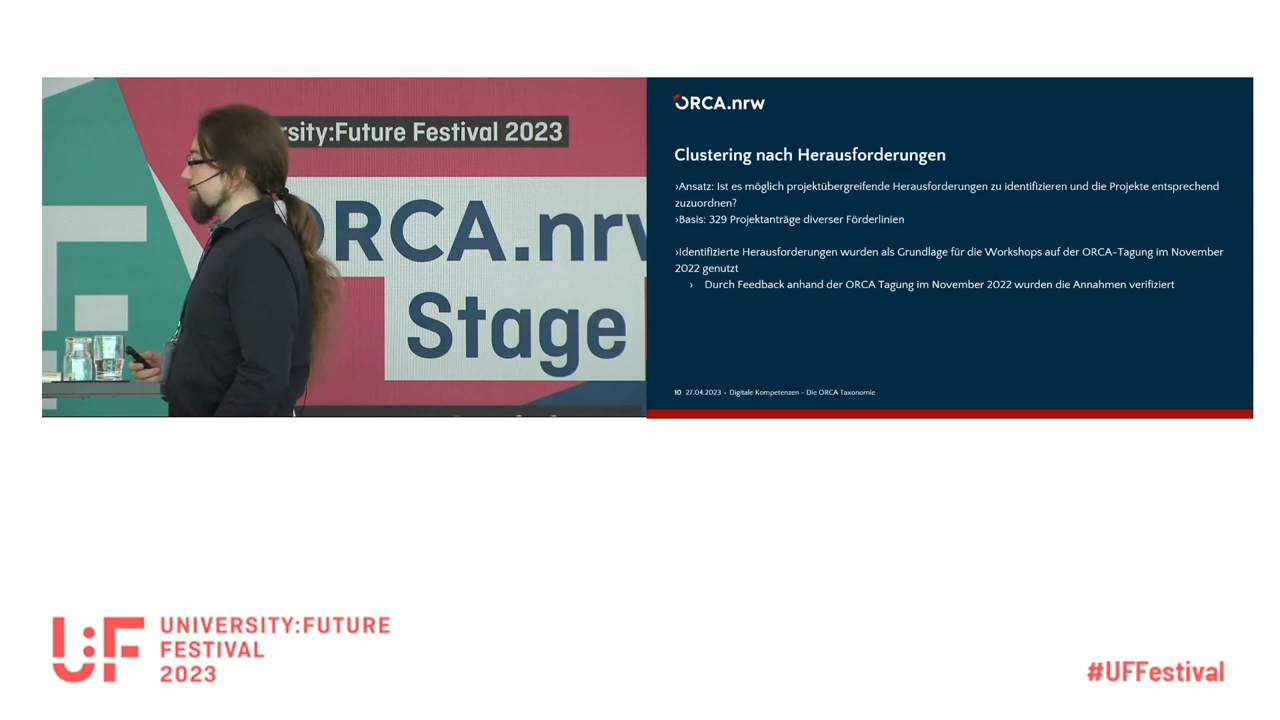 rsity:Future Festival 2023
ORCA.nrw
Stage
ORCA.nrw
Clustering nach Herausforderungen
›Ansatz: Ist es möglich projektübergreifende Herausforderungen zu identifizieren und die Projekte entsprechend
zuzuordnen?
›Basis: 329 Projektanträge diverser Förderlinien
›Identifizierte Herausforderungen wurden als Grundlage für die Workshops auf der ORCA-Tagung im November
2022 genutzt
› Durch Feedback anhand der ORCA Tagung im November 2022 wurden die Annahmen verifiziert
10 27.04.2023 • Digitale Kompetenzen - Die ORCA Taxonomie
U:F UNIVERSITY:FUTURE
FESTIVAL
2023
#UFFestival